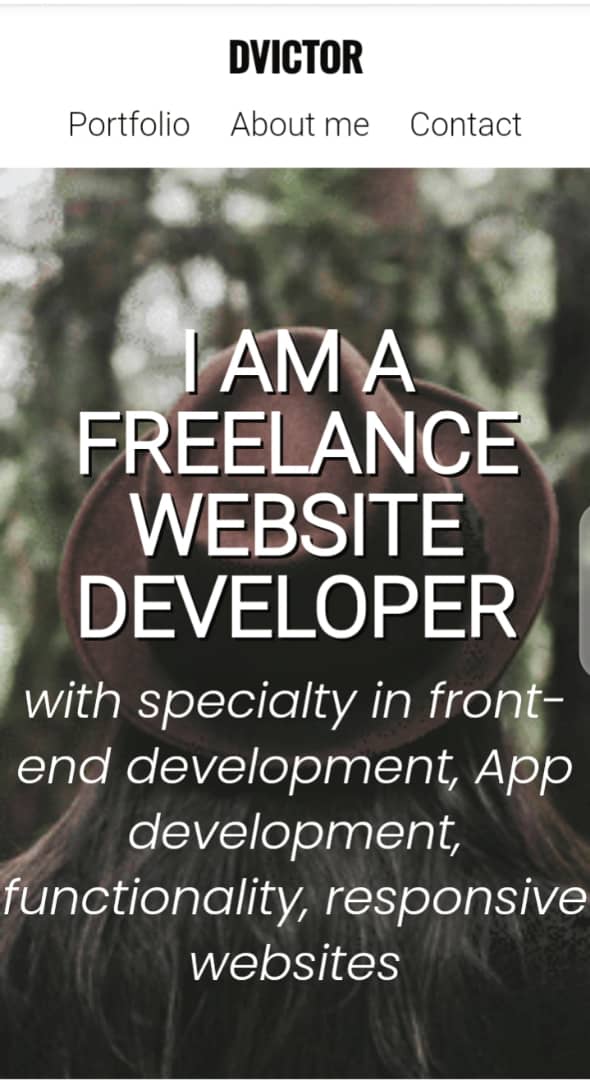 DVICTOR
Portfolio About me Contact
I AM A
FREELANCE
WEBSITE
DEVELOPER
with specialty in front-
end development, App
development,
functionality, responsive
websites